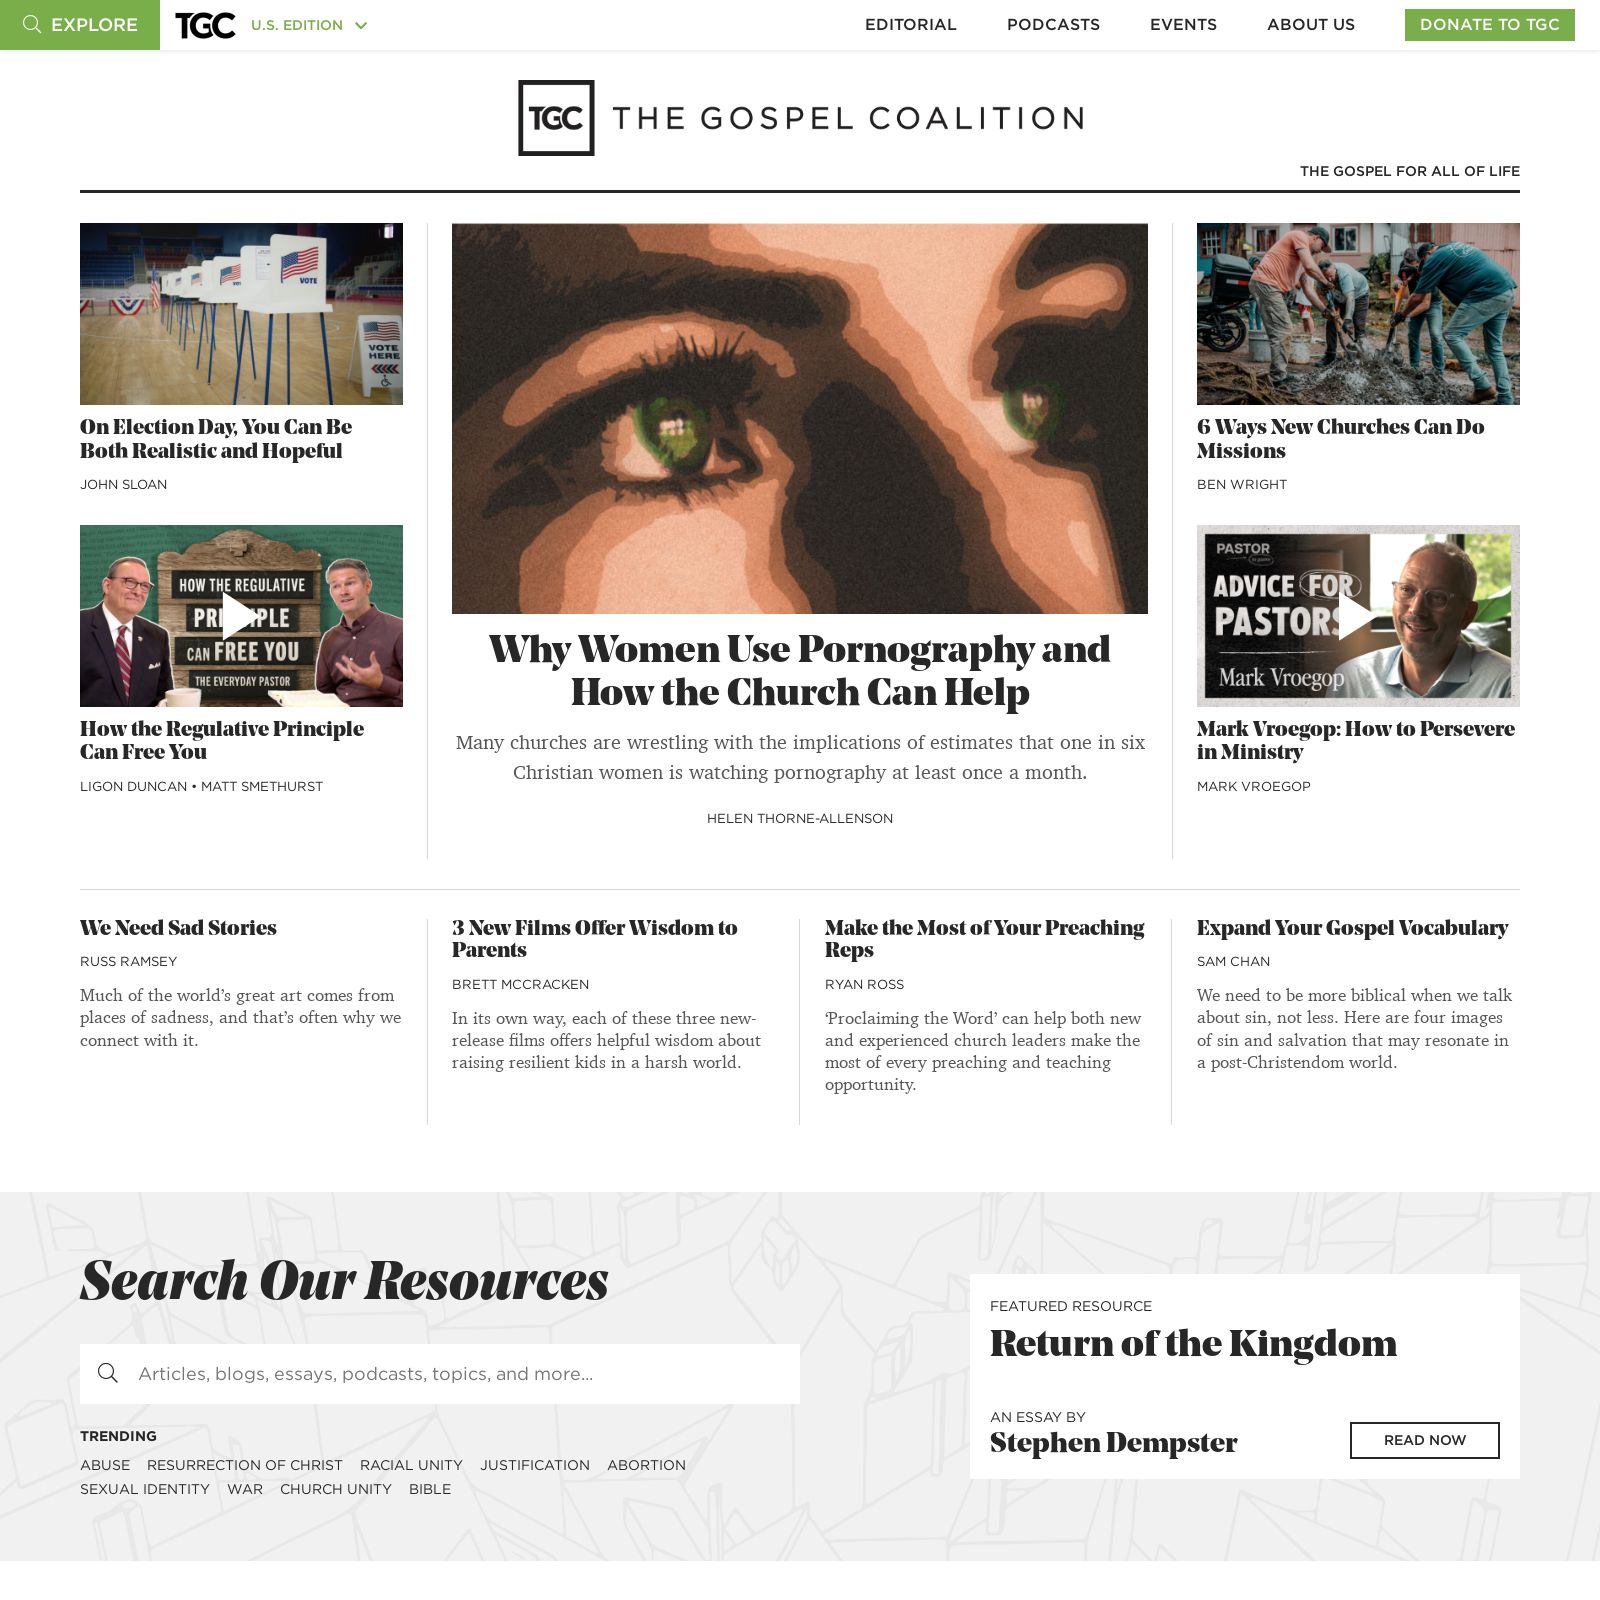 EXPLORE
TGC
U.S. EDITION
EDITORIAL
PODCASTS
EVENTS
ABOUT US
DONATE TO TGC
TGC
THE GOSPEL COALITION
THE GOSPEL FOR ALL OF LIFE
VOTE
VOTE
HERE
On Election Day, You Can Be
Both Realistic and Hopeful
JOHN SLOAN
HOW THE REGULATIVE
PRINCIPLE
CAN FREE YOU
THE EVERYDAY PASTOR
How the Regulative Principle
Can Free You
LIGON DUNCAN • MATT SMETHURST
Why Women Use Pornography and
How the Church Can Help
Many churches are wrestling with the implications of estimates that one in six
Christian women is watching pornography at least once a month.
HELEN THORNE-ALLENSON
6 Ways New Churches Can Do
Missions
BEN WRIGHT
PASTOR
ADVICE FOR
PASTORS
Mark Vroegop
Mark Vroegop: How to Persevere
in Ministry
MARK VROEGOP
We Need Sad Stories
RUSS RAMSEY
Much of the world’s great art comes from
places of sadness, and that’s often why we
connect with it.
3 New Films Offer Wisdom to
Parents
BRETT MCCRACKEN
In its own way, each of these three new-
release films offers helpful wisdom about
raising resilient kids in a harsh world.
Make the Most of Your Preaching
Reps
RYAN ROSS
‘Proclaiming the Word’ can help both new
and experienced church leaders make the
most of every preaching and teaching
opportunity.
Expand Your Gospel Vocabulary
SAM CHAN
We need to be more biblical when we talk
about sin, not less. Here are four images
of sin and salvation that may resonate in
a post-Christendom world.
Search Our Resources
Articles, blogs, essays, podcasts, topics, and more...
TRENDING
ABUSE RESURRECTION OF CHRIST RACIAL UNITY JUSTIFICATION ABORTION
SEXUAL IDENTITY WAR CHURCH UNITY BIBLE
FEATURED RESOURCE
Return of the Kingdom
AN ESSAY BY
Stephen Dempster
READ NOW